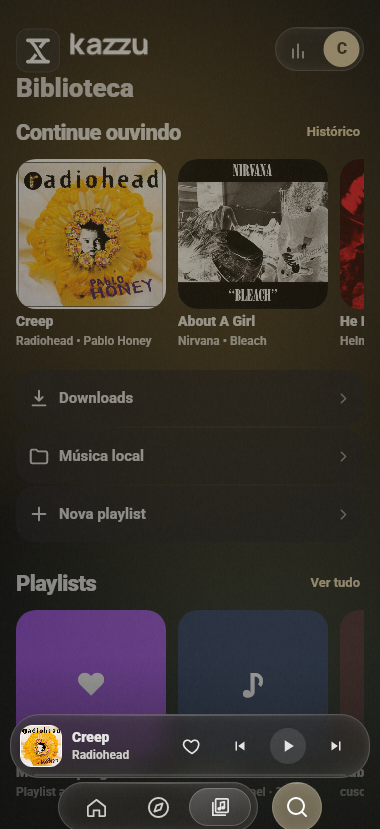 kazzu
C
Biblioteca
Continue ouvindo
Histórico
Radiohead
PABLO HONEY
NIRVANA
"BLEACH"
Creep
Radiohead • Pablo Honey
About A Girl
Nirvana • Bleach
Downloads
Música local
Nova playlist
Playlists
Ver tudo
Creep
Radiohead
Playlist